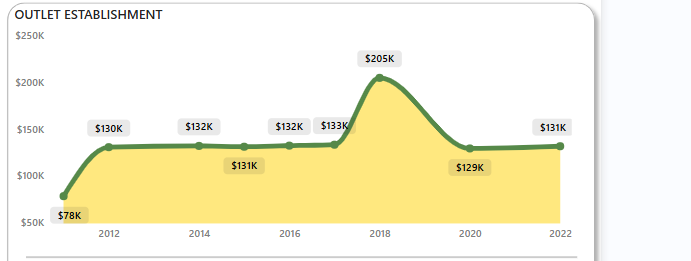 OUTLET ESTABLISHMENT
$250K
$205K
$200K
$150K
$130K
$132K
$132K
$133K
$131K
$131K
$129K
$100K
$78K
$50K
2012
2014
2016
2018
2020
2022